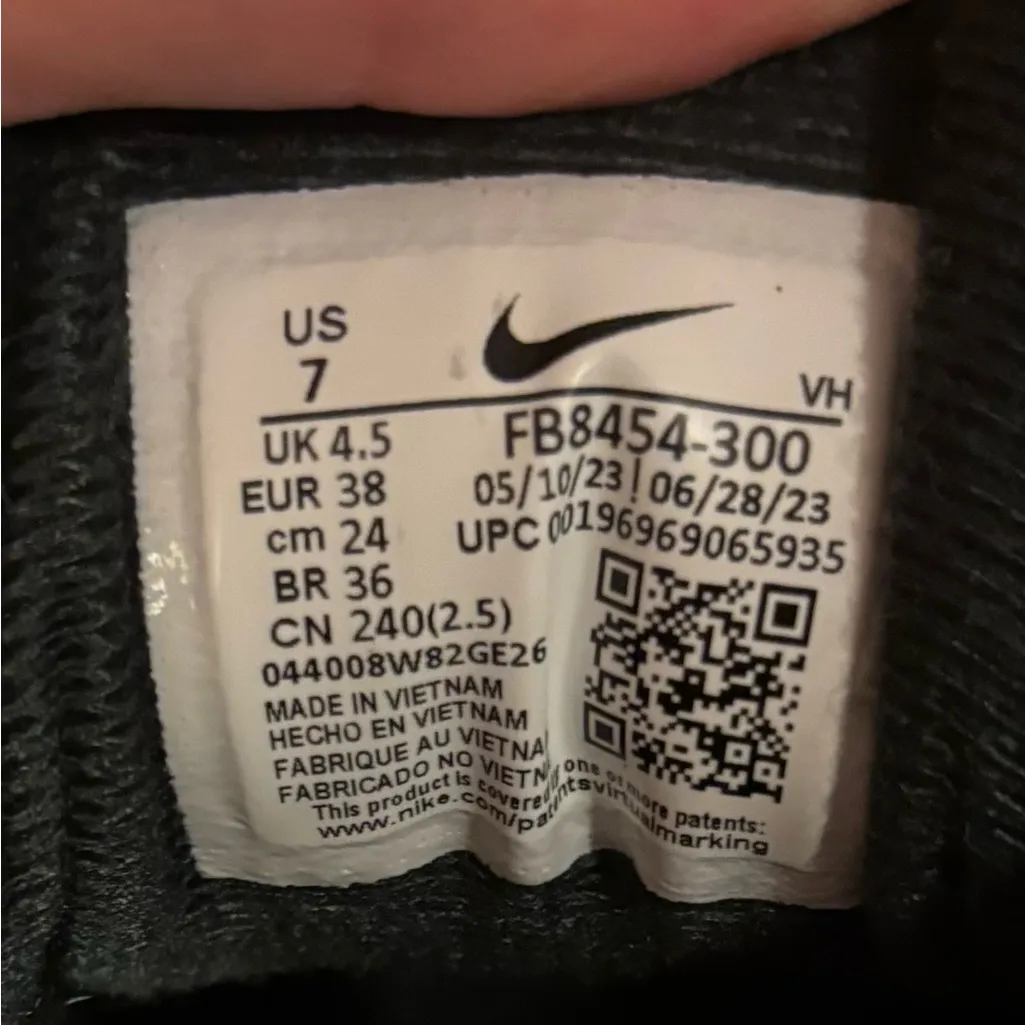 US
7
VH
UK 4.5
EUR 38
cm 24
BR 36
CN 240(2.5)
FB8454-300
05/10/23 | 06/28/23
UPC 00196969065935
044008W82GE26
MADE IN VIETNAM
HECHO EN VIETNAM
FABRIQUE AU VIETNA
FABRICADO NO VIETN
This product is covered by one or more patents:
www.nike.com/patentsvirtualmarking